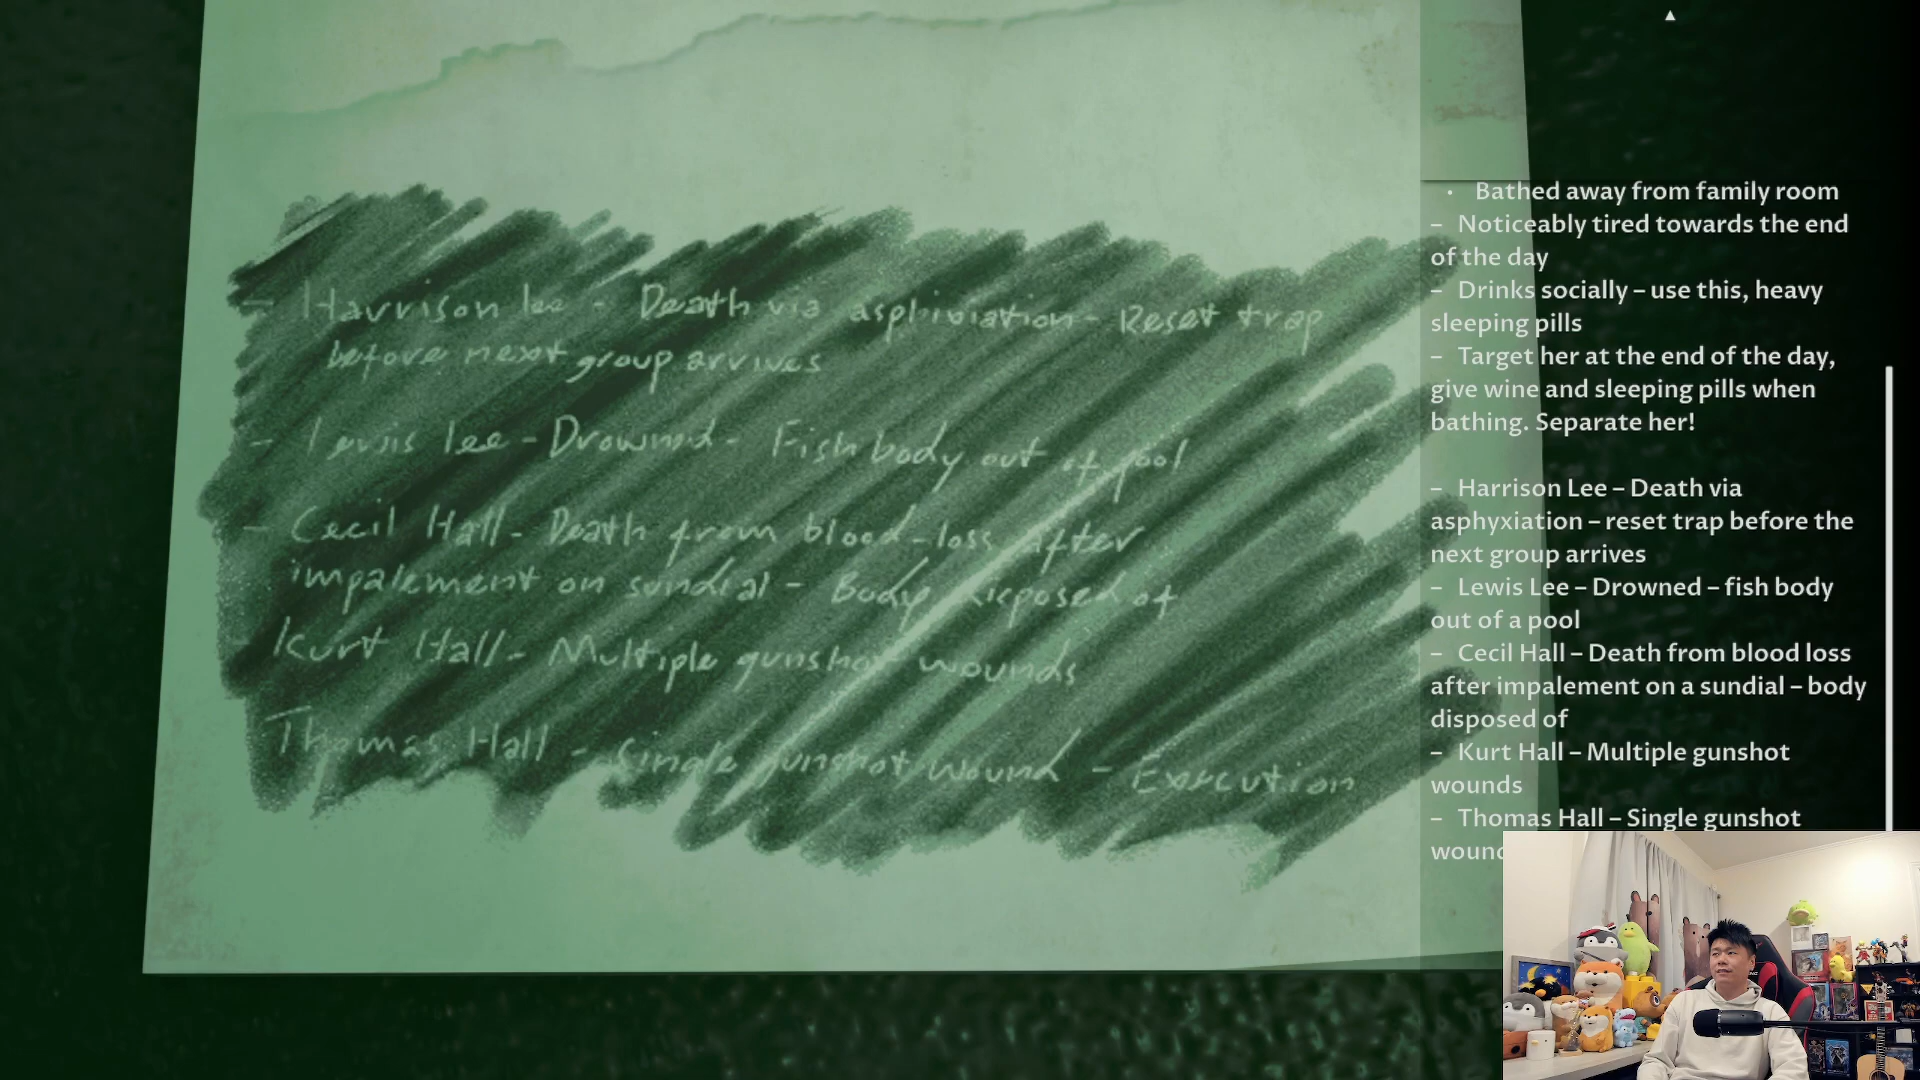 - Harrison lee - Death via asphixiation - Reset trap
before next group arrives
- Lewis lee - Drowned - Fish body out of pool
- Cecil Hall - Death from blood-loss after
impalement on sundial - Body disposed of
Kurt Hall - Multiple gunshot wounds
Thomas Hall - single gunshot wound - Execution
• Bathed away from family room
– Noticeably tired towards the end
of the day
– Drinks socially – use this, heavy
sleeping pills
– Target her at the end of the day,
give wine and sleeping pills when
bathing. Separate her!
– Harrison Lee – Death via
asphyxiation – reset trap before the
next group arrives
– Lewis Lee – Drowned – fish body
out of a pool
– Cecil Hall – Death from blood loss
after impalement on a sundial – body
disposed of
– Kurt Hall – Multiple gunshot
wounds
– Thomas Hall – Single gunshot